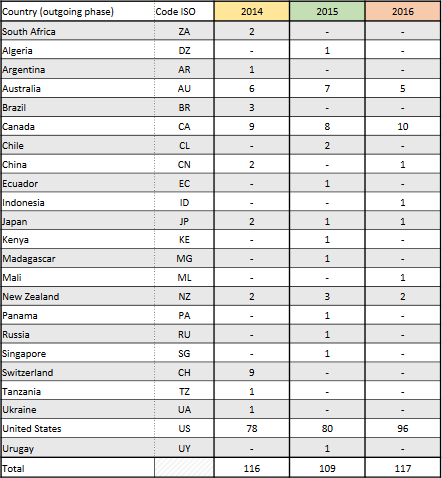 Country (outgoing phase) Code ISO 2014 2015 2016
South Africa ZA 2 - -
Algeria DZ - 1 -
Argentina AR 1 - -
Australia AU 6 7 5
Brazil BR 3 - -
Canada CA 9 8 10
Chile CL - 2 -
China CN 2 - 1
Ecuador EC - 1 -
Indonesia ID - - 1
Japan JP 2 1 1
Kenya KE - 1 -
Madagascar MG - 1 -
Mali ML - - 1
New Zealand NZ 2 3 2
Panama PA - 1 -
Russia RU - 1 -
Singapore SG - 1 -
Switzerland CH 9 - -
Tanzania TZ 1 - -
Ukraine UA 1 - -
United States US 78 80 96
Urugay UY - 1 -
Total 116 109 117